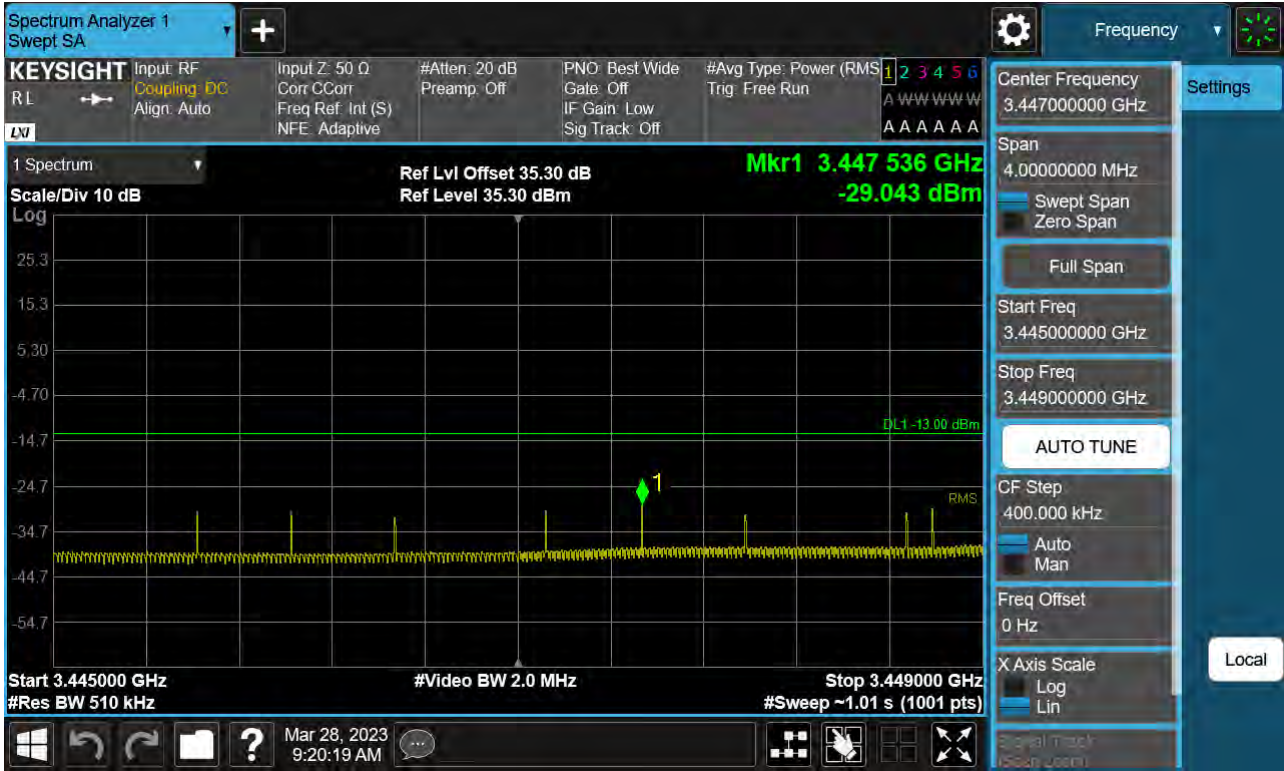 Spectrum Analyzer 1
Swept SA
Frequency
KEYSIGHT
RL
LXI
Input: RF
Coupling: DC
Align: Auto
Input Z: 50 Ω
Corr CCorr
Freq Ref: Int (S)
NFE: Adaptive
#Atten: 20 dB
Preamp: Off
PNO: Best Wide
Gate: Off
IF Gain: Low
Sig Track: Off
#Avg Type: Power (RMS
Trig: Free Run
1 2 3 4 5 6
A W W W W W
A A A A A A
1 Spectrum
Scale/Div 10 dB
Log
Ref Lvl Offset 35.30 dB
Ref Level 35.30 dBm
Mkr1 3.447 536 GHz
-29.043 dBm
25.3
15.3
5.30
-4.70
DL1 -13.00 dBm
-14.7
1
-24.7
RMS
-34.7
-44.7
-54.7
Start 3.445000 GHz
#Res BW 510 kHz
#Video BW 2.0 MHz
Stop 3.449000 GHz
#Sweep ~1.01 s (1001 pts)
Center Frequency
3.447000000 GHz
Settings
Span
4.00000000 MHz
Swept Span
Zero Span
Full Span
Start Freq
3.445000000 GHz
Stop Freq
3.449000000 GHz
AUTO TUNE
CF Step
400.000 kHz
Auto
Man
Freq Offset
0 Hz
X Axis Scale
Log
Lin
Local
Signal Track
(Span Zoom)
?
Mar 28, 2023
9:20:19 AM